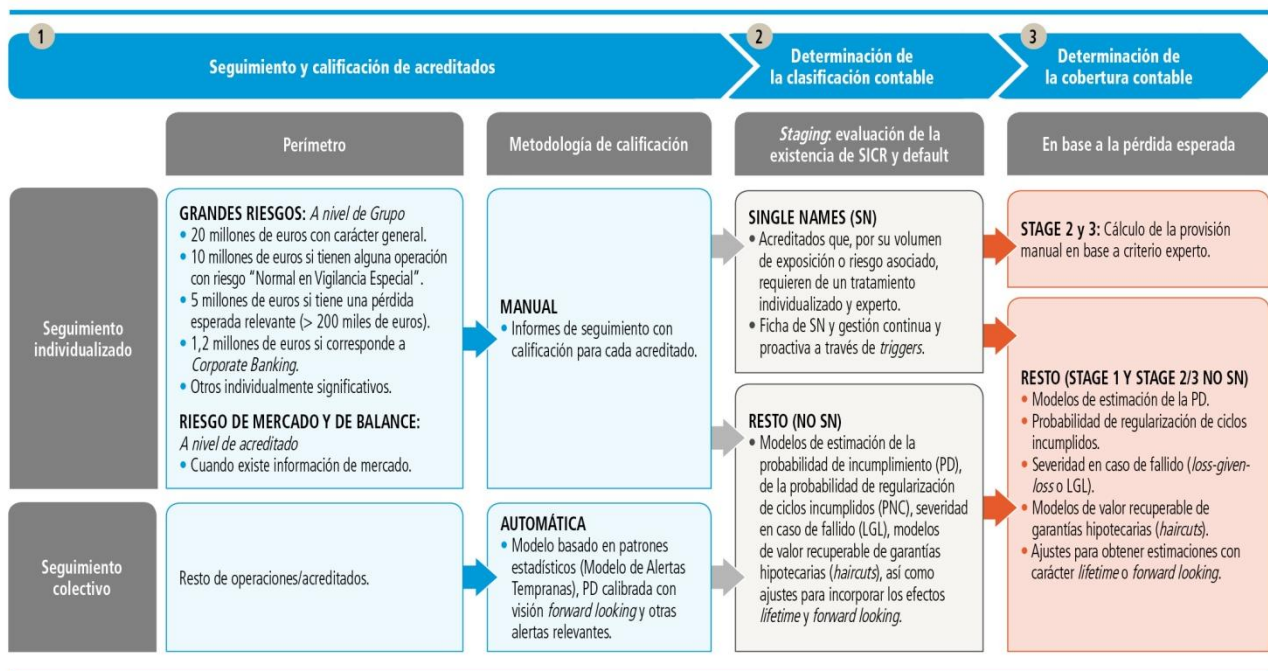 1
Seguimiento y calificación de acreditados
2
Determinación de
la clasificación contable
3
Determinación de
la cobertura contable
Perímetro
Metodología de calificación
Staging: evaluación de la
existencia de SICR y default
En base a la pérdida esperada
Seguimiento
individualizado
GRANDES RIESGOS: A nivel de Grupo
• 20 millones de euros con carácter general.
• 10 millones de euros si tienen alguna operación
con riesgo “Normal en Vigilancia Especial”.
• 5 millones de euros si tiene una pérdida
esperada relevante (> 200 miles de euros).
• 1,2 millones de euros si corresponde a
Corporate Banking.
• Otros individualmente significativos.
RIESGO DE MERCADO Y DE BALANCE:
A nivel de acreditado
• Cuando existe información de mercado.
MANUAL
• Informes de seguimiento con
calificación para cada acreditado.
SINGLE NAMES (SN)
• Acreditados que, por su volumen
de exposición o riesgo asociado,
requieren de un tratamiento
individualizado y experto.
• Ficha de SN y gestión continua y
proactiva a través de triggers.
STAGE 2 y 3: Cálculo de la provisión
manual en base a criterio experto.
Seguimiento
colectivo
Resto de operaciones/acreditados.
AUTOMÁTICA
• Modelo basado en patrones
estadísticos (Modelo de Alertas
Tempranas), PD calibrada con
visión forward looking y otras
alertas relevantes.
RESTO (NO SN)
• Modelos de estimación de la
probabilidad de incumplimiento (PD),
de la probabilidad de regularización
de ciclos incumplidos (PNC), severidad
en caso de fallido (LGL), modelos
de valor recuperable de garantías
hipotecarias (haircuts), así como
ajustes para incorporar los efectos
lifetime y forward looking.
RESTO (STAGE 1 Y STAGE 2/3 NO SN)
• Modelos de estimación de la PD.
• Probabilidad de regularización de ciclos
incumplidos.
• Severidad en caso de fallido (loss-given-
loss o LGL).
• Modelos de valor recuperable de
garantías hipotecarias (haircuts).
• Ajustes para obtener estimaciones con
carácter lifetime o forward looking.